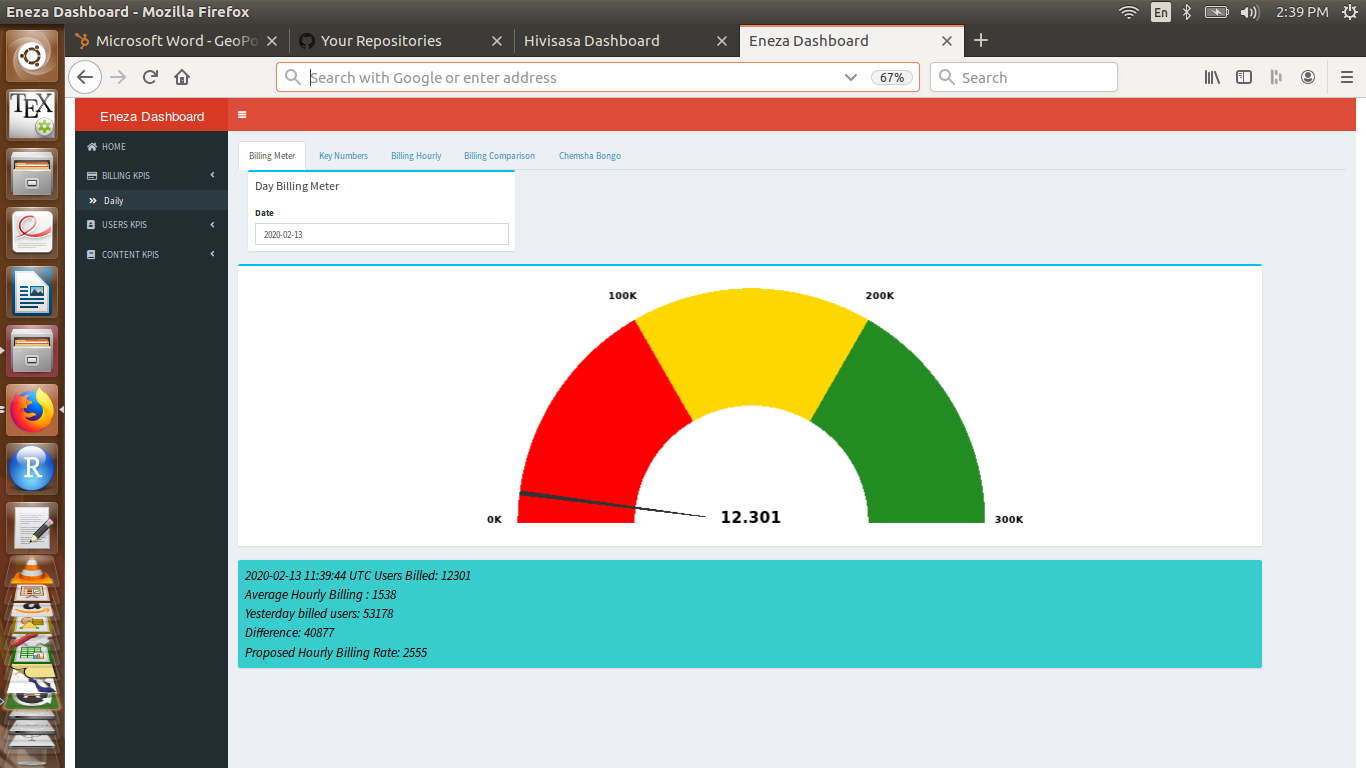 Eneza Dashboard - Mozilla Firefox
En
2:39 PM
Microsoft Word - GeoPo
Your Repositories
Hivisasa Dashboard
Eneza Dashboard
Search with Google or enter address
67%
Search
TEX
R
Eneza Dashboard
HOME
BILLING KPIS
Daily
USERS KPIS
CONTENT KPIS
Billing Meter
Key Numbers
Billing Hourly
Billing Comparison
Chemsha Bongo
Day Billing Meter
Date
2020-02-13
100K
200K
0K
12.301
300K
2020-02-13 11:39:44 UTC Users Billed: 12301
Average Hourly Billing : 1538
Yesterday billed users: 53178
Difference: 40877
Proposed Hourly Billing Rate: 2555